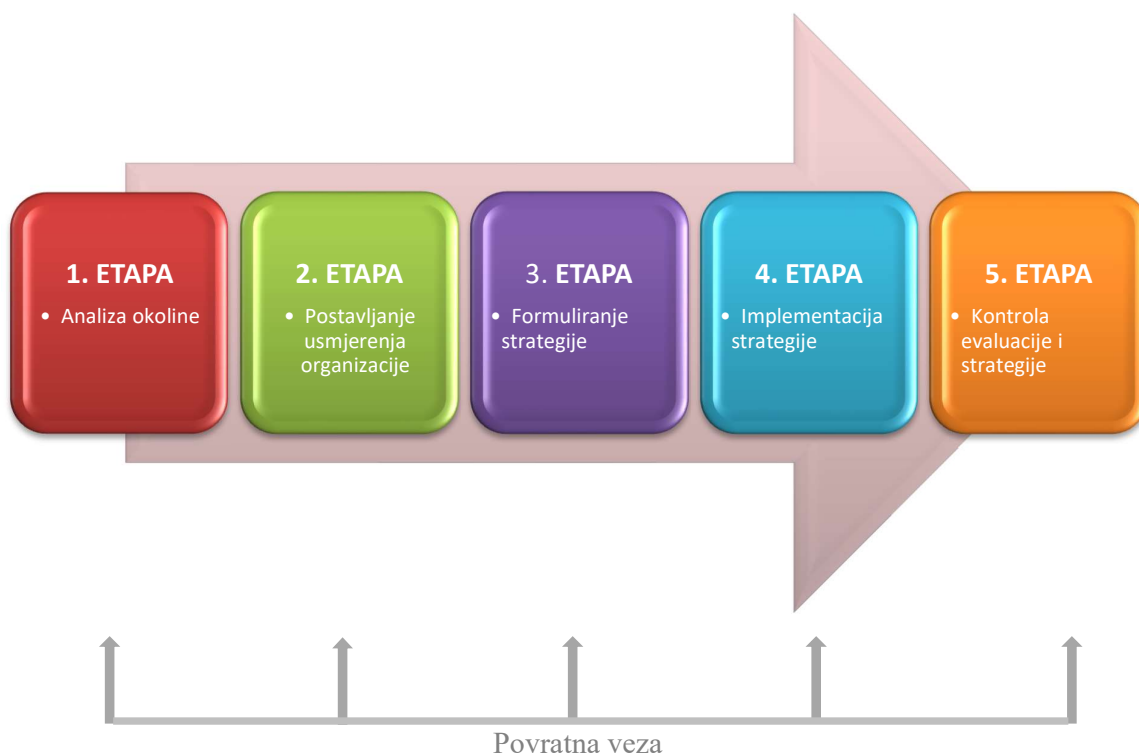 1. ETAPA
• Analiza okoline
2. ETAPA
• Postavljanje
usmjerenja
organizacije
3. ETAPA
• Formuliranje
strategije
4. ETAPA
• Implementacija
strategije
5. ETAPA
• Kontrola
evaluacije i
strategije
Povratna veza